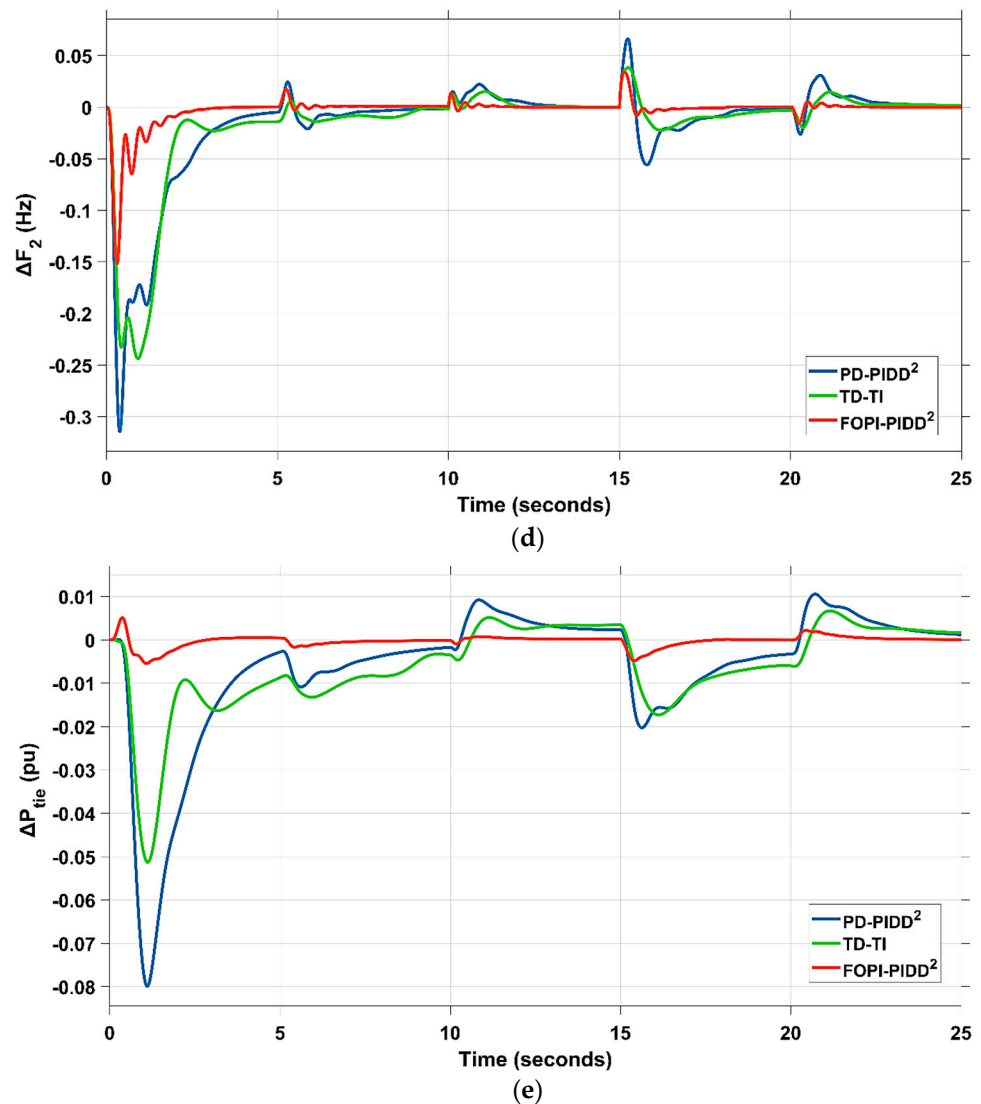 0.05
0
-0.05
-0.1
-0.15
-0.2
-0.25
-0.3
ΔF₂ (Hz)
PD-PIDD²
TD-TI
FOPI-PIDD²
0 5 10 15 20 25
Time (seconds)
(d)
0.01
0
-0.01
-0.02
-0.03
-0.04
-0.05
-0.06
-0.07
-0.08
ΔP_tie (pu)
PD-PIDD²
TD-TI
FOPI-PIDD²
0 5 10 15 20 25
Time (seconds)
(e)